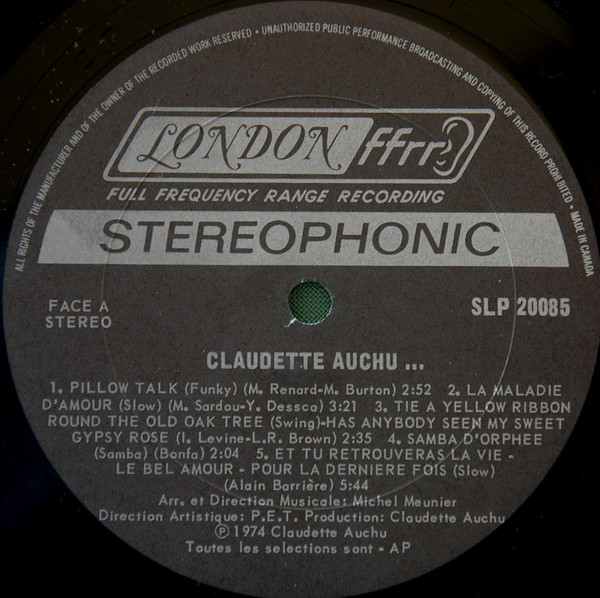 ALL RIGHTS OF THE MANUFACTURER AND OF THE OWNER OF THE RECORDED WORK RESERVED • UNAUTHORIZED PUBLIC PERFORMANCE BROADCASTING AND COPYING OF THIS RECORD PROHIBITED • MADE IN CANADA
LONDON ffrr
FULL FREQUENCY RANGE RECORDING
STEREOPHONIC
FACE A
STEREO
SLP 20085
CLAUDETTE AUCHU ...
1. PILLOW TALK (Funky) (M. Renard-M. Burton) 2:52 2. LA MALADIE
D'AMOUR (Slow) (M. Sardou-Y. Dessca) 3:21 3. TIE A YELLOW RIBBON
ROUND THE OLD OAK TREE (Swing)-HAS ANYBODY SEEN MY SWEET
GYPSY ROSE (I. Levine-L.R. Brown) 2:35 4. SAMBA D'ORPHEE
(Samba) (Bonfa) 2:04 5. ET TU RETROUVERAS LA VIE -
LE BEL AMOUR - POUR LA DERNIERE FOIS (Slow)
(Alain Barrière) 5:44
Arr. et Direction Musicale: Michel Meunier
Direction Artistique: P.E.T. Production: Claudette Auchu
℗ 1974 Claudette Auchu
Toutes les selections sont - AP